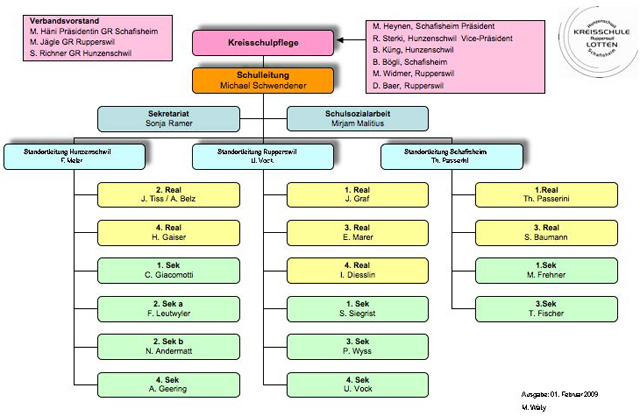 Verbandsvorstand
M. Häni Präsidentin GR Schafisheim
M. Jägle GR Rupperswil
S. Richner GR Hunzenschwil
Kreisschulpflege
M. Heynen, Schafisheim Präsident
R. Sterki, Hunzenschwil Vice-Präsident
B. Küng, Hunzenschwil
B. Bögli, Schafisheim
M. Widmer, Rupperswil
D. Baer, Rupperswil
Hunzenschwil
KREISSCHULE
Rupperswil
LOTTEN
Schafisheim
Schulleitung
Michael Schwendener
Sekretariat
Sonja Ramer
Schulsozialarbeit
Mirjam Malitius
Standortleitung Hunzenschwil
F. Meier
Standortleitung Rupperswil
U. Vock
Standortleitung Schafisheim
Th. Passerini
2. Real
J. Tiss / A. Belz
4. Real
H. Gaiser
1. Sek
C. Giacomotti
2. Sek a
F. Leutwyler
2. Sek b
N. Andermatt
4. Sek
A. Geering
1. Real
J. Graf
3. Real
E. Marer
4. Real
I. Diesslin
1. Sek
S. Siegrist
3. Sek
P. Wyss
4. Sek
U. Vock
1.Real
Th. Passerini
3. Real
S. Baumann
1.Sek
M. Frehner
3.Sek
T. Fischer
Ausgabe: 01. Februar 2009
M. Wälty